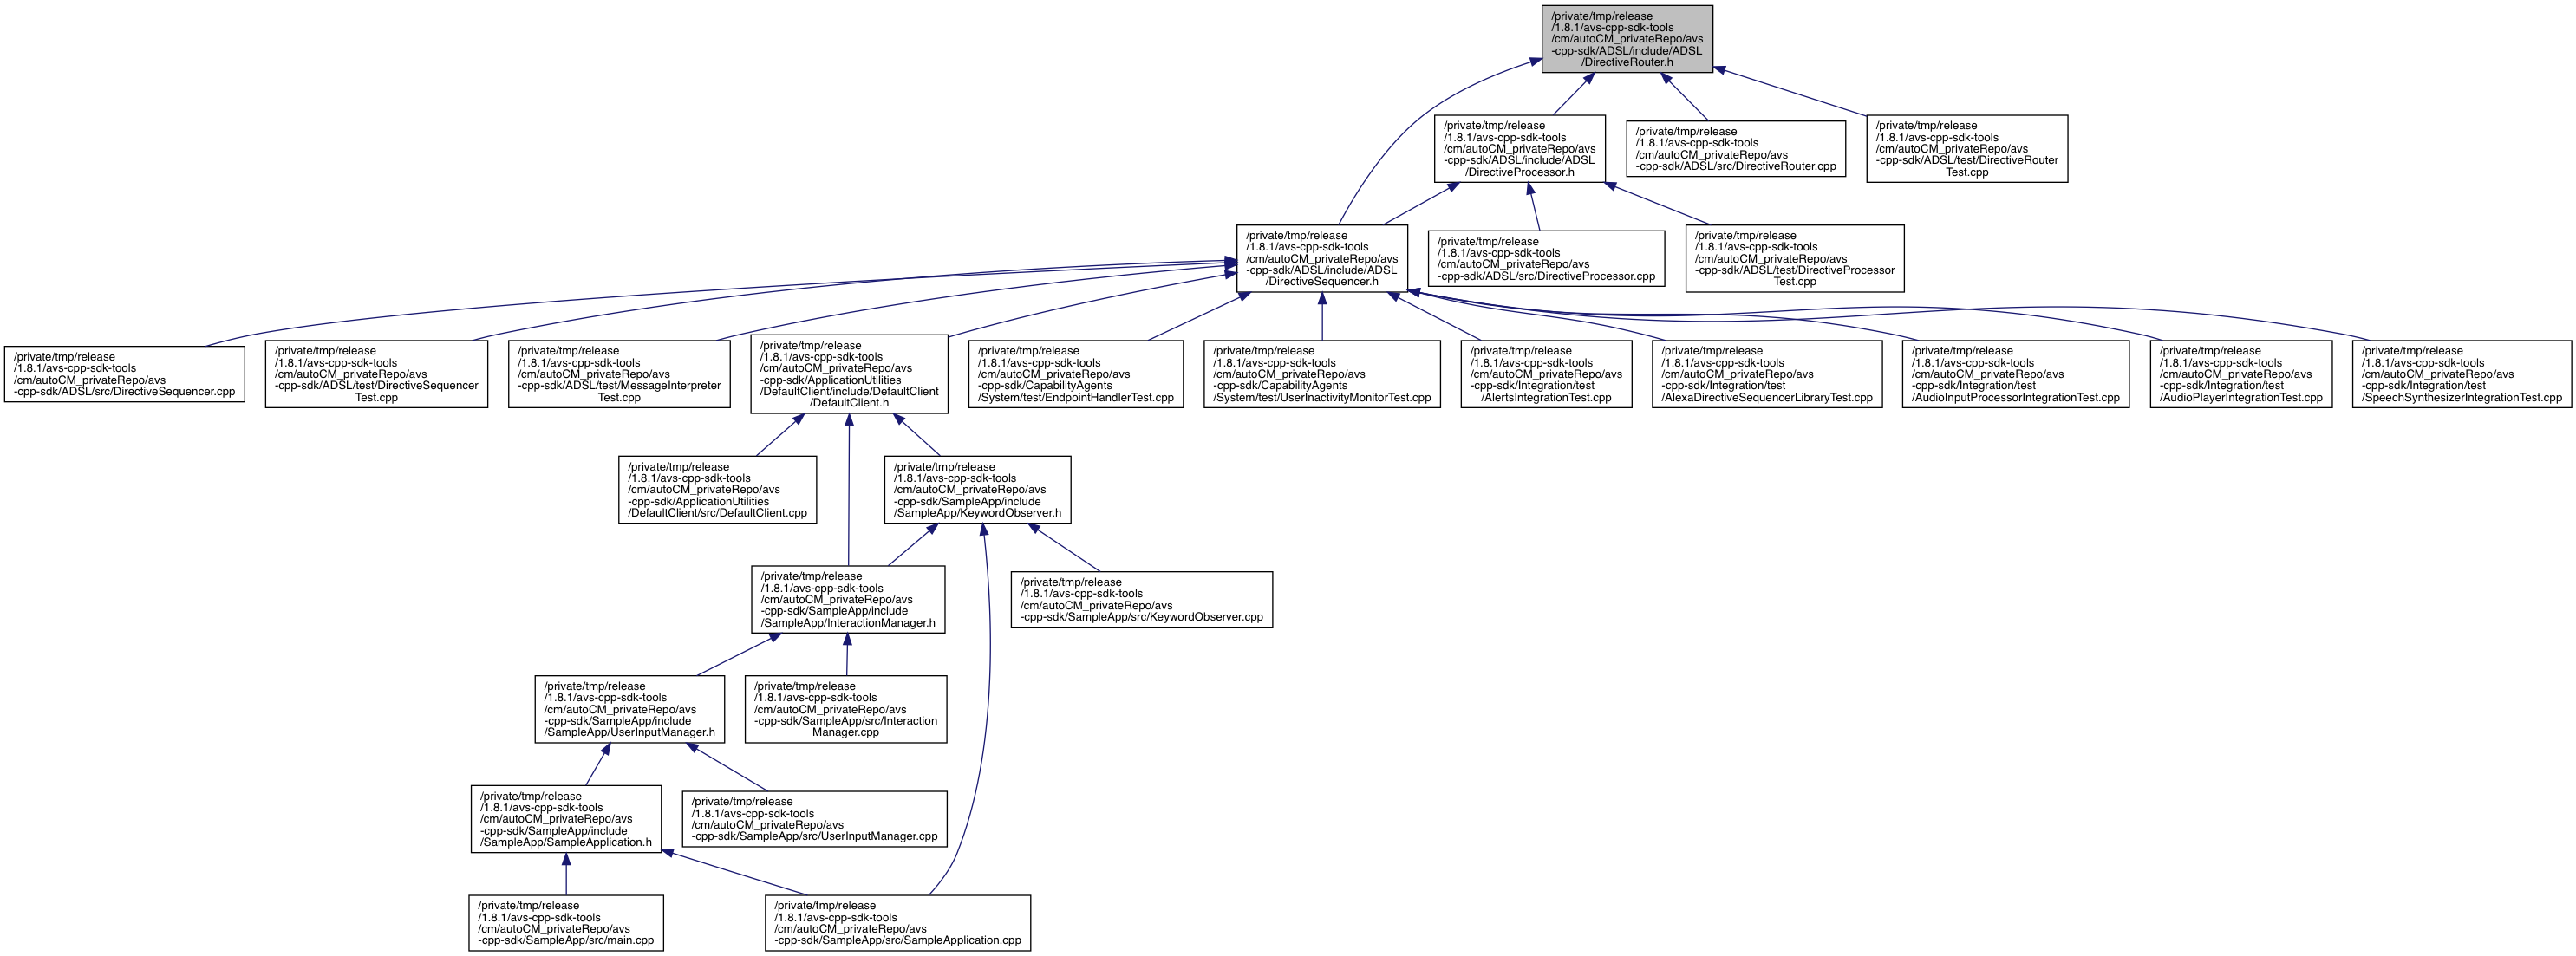 /private/tmp/release
/1.8.1/avs-cpp-sdk-tools
/cm/autoCM_privateRepo/avs
-cpp-sdk/ADSL/include/ADSL
/DirectiveRouter.h
/private/tmp/release
/1.8.1/avs-cpp-sdk-tools
/cm/autoCM_privateRepo/avs
-cpp-sdk/ADSL/include/ADSL
/DirectiveProcessor.h
/private/tmp/release
/1.8.1/avs-cpp-sdk-tools
/cm/autoCM_privateRepo/avs
-cpp-sdk/ADSL/src/DirectiveRouter.cpp
/private/tmp/release
/1.8.1/avs-cpp-sdk-tools
/cm/autoCM_privateRepo/avs
-cpp-sdk/ADSL/test/DirectiveRouter
Test.cpp
/private/tmp/release
/1.8.1/avs-cpp-sdk-tools
/cm/autoCM_privateRepo/avs
-cpp-sdk/ADSL/include/ADSL
/DirectiveSequencer.h
/private/tmp/release
/1.8.1/avs-cpp-sdk-tools
/cm/autoCM_privateRepo/avs
-cpp-sdk/ADSL/src/DirectiveProcessor.cpp
/private/tmp/release
/1.8.1/avs-cpp-sdk-tools
/cm/autoCM_privateRepo/avs
-cpp-sdk/ADSL/test/DirectiveProcessor
Test.cpp
/private/tmp/release
/1.8.1/avs-cpp-sdk-tools
/cm/autoCM_privateRepo/avs
-cpp-sdk/ADSL/src/DirectiveSequencer.cpp
/private/tmp/release
/1.8.1/avs-cpp-sdk-tools
/cm/autoCM_privateRepo/avs
-cpp-sdk/ADSL/test/DirectiveSequencer
Test.cpp
/private/tmp/release
/1.8.1/avs-cpp-sdk-tools
/cm/autoCM_privateRepo/avs
-cpp-sdk/ADSL/test/MessageInterpreter
Test.cpp
/private/tmp/release
/1.8.1/avs-cpp-sdk-tools
/cm/autoCM_privateRepo/avs
-cpp-sdk/ApplicationUtilities
/DefaultClient/include/DefaultClient
/DefaultClient.h
/private/tmp/release
/1.8.1/avs-cpp-sdk-tools
/cm/autoCM_privateRepo/avs
-cpp-sdk/CapabilityAgents
/System/test/EndpointHandlerTest.cpp
/private/tmp/release
/1.8.1/avs-cpp-sdk-tools
/cm/autoCM_privateRepo/avs
-cpp-sdk/CapabilityAgents
/System/test/UserInactivityMonitorTest.cpp
/private/tmp/release
/1.8.1/avs-cpp-sdk-tools
/cm/autoCM_privateRepo/avs
-cpp-sdk/Integration/test
/AlertsIntegrationTest.cpp
/private/tmp/release
/1.8.1/avs-cpp-sdk-tools
/cm/autoCM_privateRepo/avs
-cpp-sdk/Integration/test
/AlexaDirectiveSequencerLibraryTest.cpp
/private/tmp/release
/1.8.1/avs-cpp-sdk-tools
/cm/autoCM_privateRepo/avs
-cpp-sdk/Integration/test
/AudioInputProcessorIntegrationTest.cpp
/private/tmp/release
/1.8.1/avs-cpp-sdk-tools
/cm/autoCM_privateRepo/avs
-cpp-sdk/Integration/test
/AudioPlayerIntegrationTest.cpp
/private/tmp/release
/1.8.1/avs-cpp-sdk-tools
/cm/autoCM_privateRepo/avs
-cpp-sdk/Integration/test
/SpeechSynthesizerIntegrationTest.cpp
/private/tmp/release
/1.8.1/avs-cpp-sdk-tools
/cm/autoCM_privateRepo/avs
-cpp-sdk/ApplicationUtilities
/DefaultClient/src/DefaultClient.cpp
/private/tmp/release
/1.8.1/avs-cpp-sdk-tools
/cm/autoCM_privateRepo/avs
-cpp-sdk/SampleApp/include
/SampleApp/KeywordObserver.h
/private/tmp/release
/1.8.1/avs-cpp-sdk-tools
/cm/autoCM_privateRepo/avs
-cpp-sdk/SampleApp/include
/SampleApp/InteractionManager.h
/private/tmp/release
/1.8.1/avs-cpp-sdk-tools
/cm/autoCM_privateRepo/avs
-cpp-sdk/SampleApp/src/KeywordObserver.cpp
/private/tmp/release
/1.8.1/avs-cpp-sdk-tools
/cm/autoCM_privateRepo/avs
-cpp-sdk/SampleApp/include
/SampleApp/UserInputManager.h
/private/tmp/release
/1.8.1/avs-cpp-sdk-tools
/cm/autoCM_privateRepo/avs
-cpp-sdk/SampleApp/src/Interaction
Manager.cpp
/private/tmp/release
/1.8.1/avs-cpp-sdk-tools
/cm/autoCM_privateRepo/avs
-cpp-sdk/SampleApp/include
/SampleApp/SampleApplication.h
/private/tmp/release
/1.8.1/avs-cpp-sdk-tools
/cm/autoCM_privateRepo/avs
-cpp-sdk/SampleApp/src/UserInputManager.cpp
/private/tmp/release
/1.8.1/avs-cpp-sdk-tools
/cm/autoCM_privateRepo/avs
-cpp-sdk/SampleApp/src/main.cpp
/private/tmp/release
/1.8.1/avs-cpp-sdk-tools
/cm/autoCM_privateRepo/avs
-cpp-sdk/SampleApp/src/SampleApplication.cpp